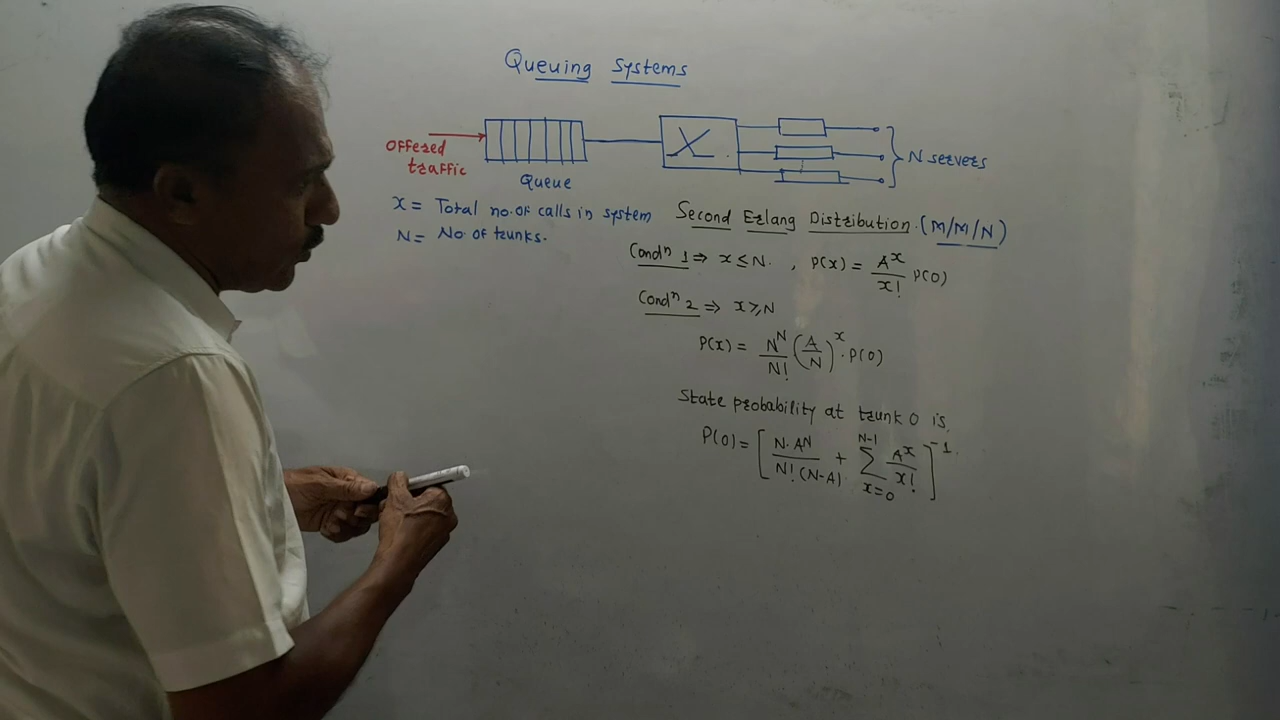 Queuing Systems
Offered
traffic
Queue
N servers
x = Total no. of calls in system
N = No. of trunks.
Second Erlang Distribution. (M/M/N)
Condⁿ 1 ⇒ x ≤ N. , P(x) = A^x / x! P(0)
Condⁿ 2 ⇒ x ≥ N
P(x) = N^N / N! (A/N)^x . P(0)
State probability at trunk 0 is.
P(0) = [ N. A^N / N! (N-A) + Σ_{x=0}^{N-1} A^x / x! ]^-1.